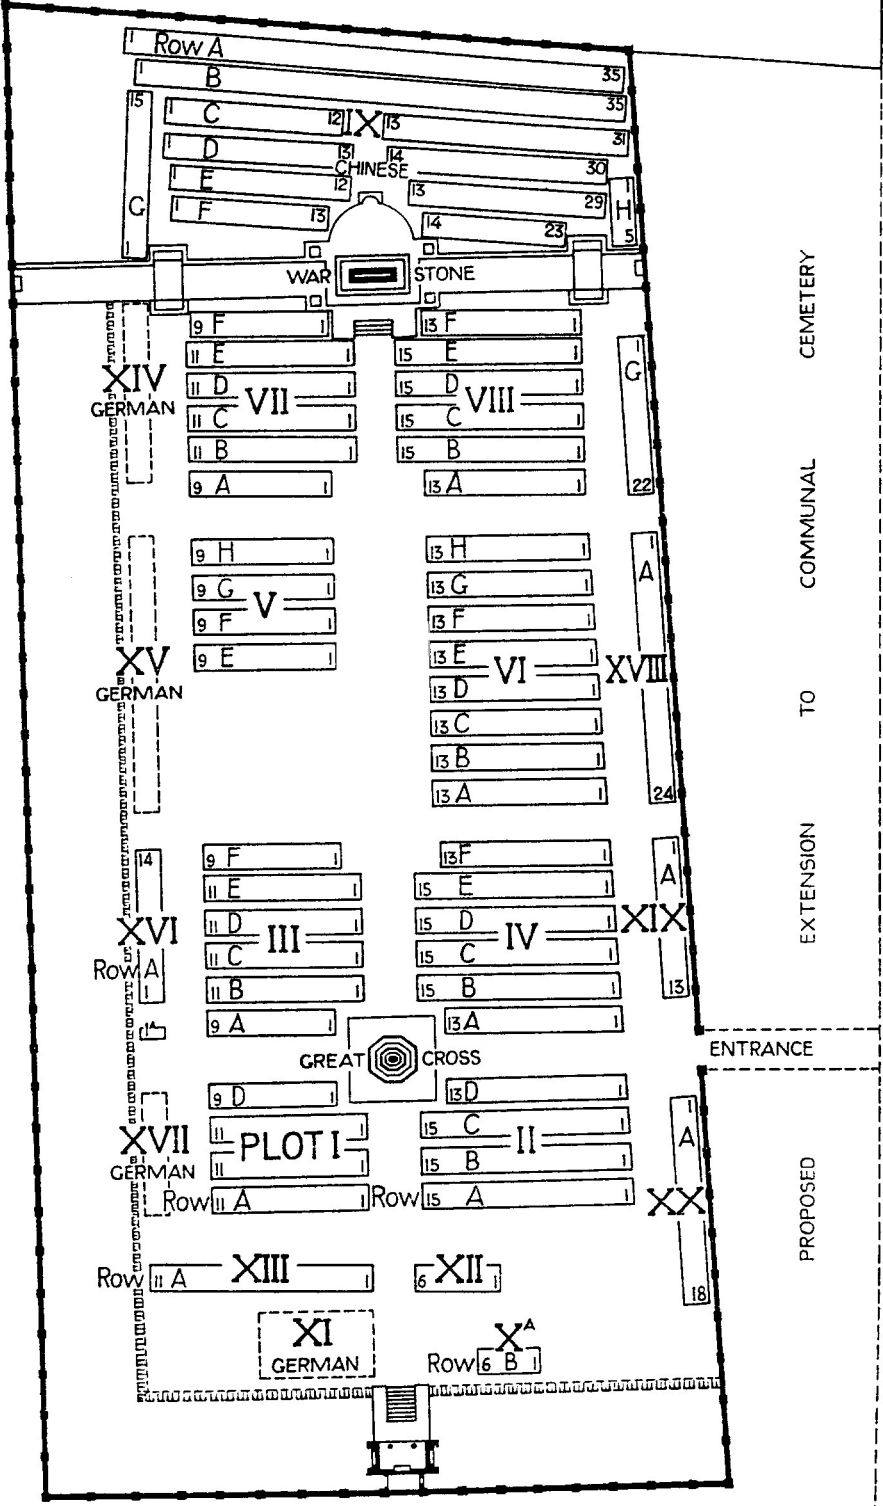 1 Row A 35
1 B 35
15 G 1
1 C 12
IX
13 31
1 D 13
14 30
CHINESE
1 E 12
13 29
H 5
1 F 13
14 23
WAR STONE
9 F 1
13 F 1
11 E 1
15 E 1
XIV
GERMAN
11 D 1
VII
15 D 1
VIII
11 C 1
15 C 1
11 B 1
15 B 1
9 A 1
13 A 1
1 G 22
9 H 1
13 H 1
9 G 1
V
13 G 1
9 F 1
13 F 1
9 E 1
13 E 1
VI
13 D 1
13 C 1
13 B 1
13 A 1
XV
GERMAN
1 A 24
XVIII
9 F 1
13 F 1
11 E 1
15 E 1
11 D 1
III
15 D 1
IV
11 C 1
15 C 1
11 B 1
15 B 1
9 A 1
13 A 1
14
XVI
Row A
1
1A
1 A 13
XIX
GREAT CROSS
ENTRANCE
9 D 1
13 D 1
11 1
PLOT I
15 C 1
II
11 1
15 B 1
Row 11 A 1
Row 15 A 1
XVII
GERMAN
1 A 18
XX
Row 11 A 1
XIII
6 1
XII
XI
GERMAN
X A
Row 6 B 1
PROPOSED EXTENSION TO COMMUNAL CEMETERY